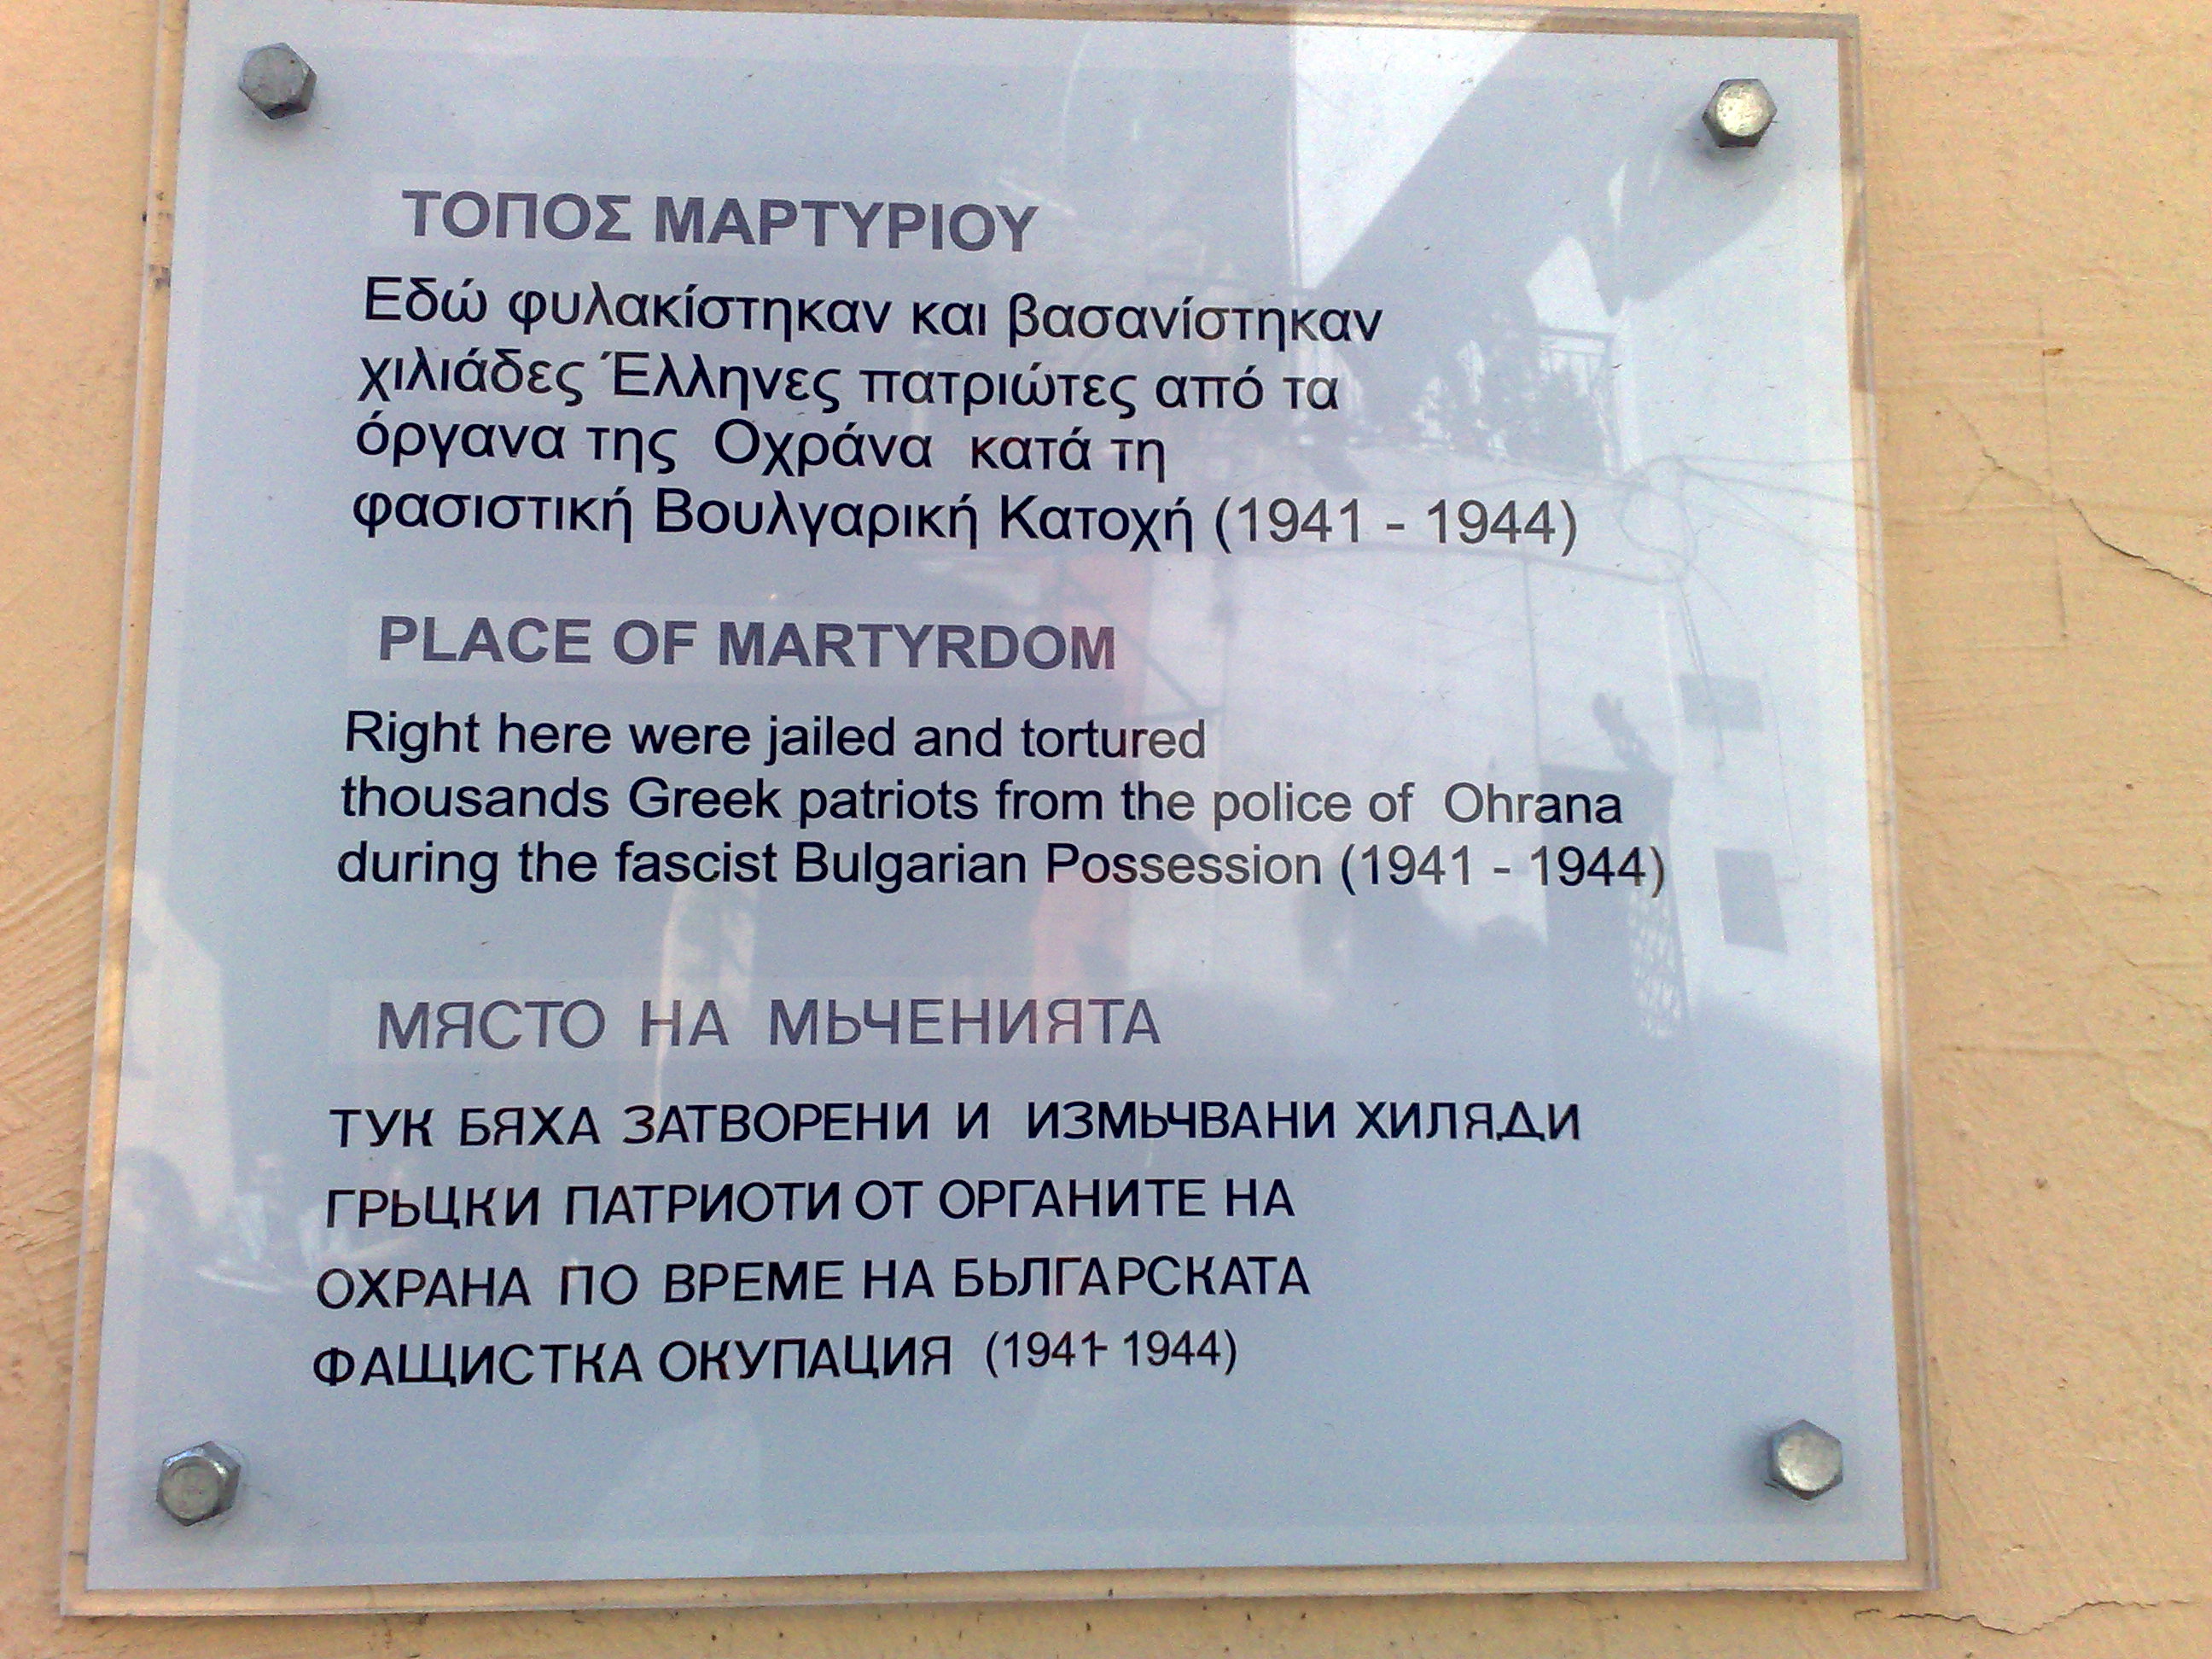 ΤΟΠΟΣ ΜΑΡΤΥΡΙΟΥ
Εδώ φυλακίστηκαν και βασανίστηκαν
χιλιάδες Έλληνες πατριώτες από τα
όργανα της Οχράνα κατά τη
φασιστική Βουλγαρική Κατοχή (1941 - 1944)
PLACE OF MARTYRDOM
Right here were jailed and tortured
thousands Greek patriots from the police of Ohrana
during the fascist Bulgarian Possession (1941 - 1944)
МЯСТО НА МЬЧЕНИЯТА
ТУК БЯХА ЗАТВОРЕНИ И ИЗМЬЧВАНИ ХИЛЯДИ
ГРЬЦКИ ПАТРИОТИ ОТ ОРГАНИТЕ НА
ОХРАНА ПО ВРЕМЕ НА БЬЛГАРСКАТА
ФАЩИСТКА ОКУПАЦИЯ (1941- 1944)